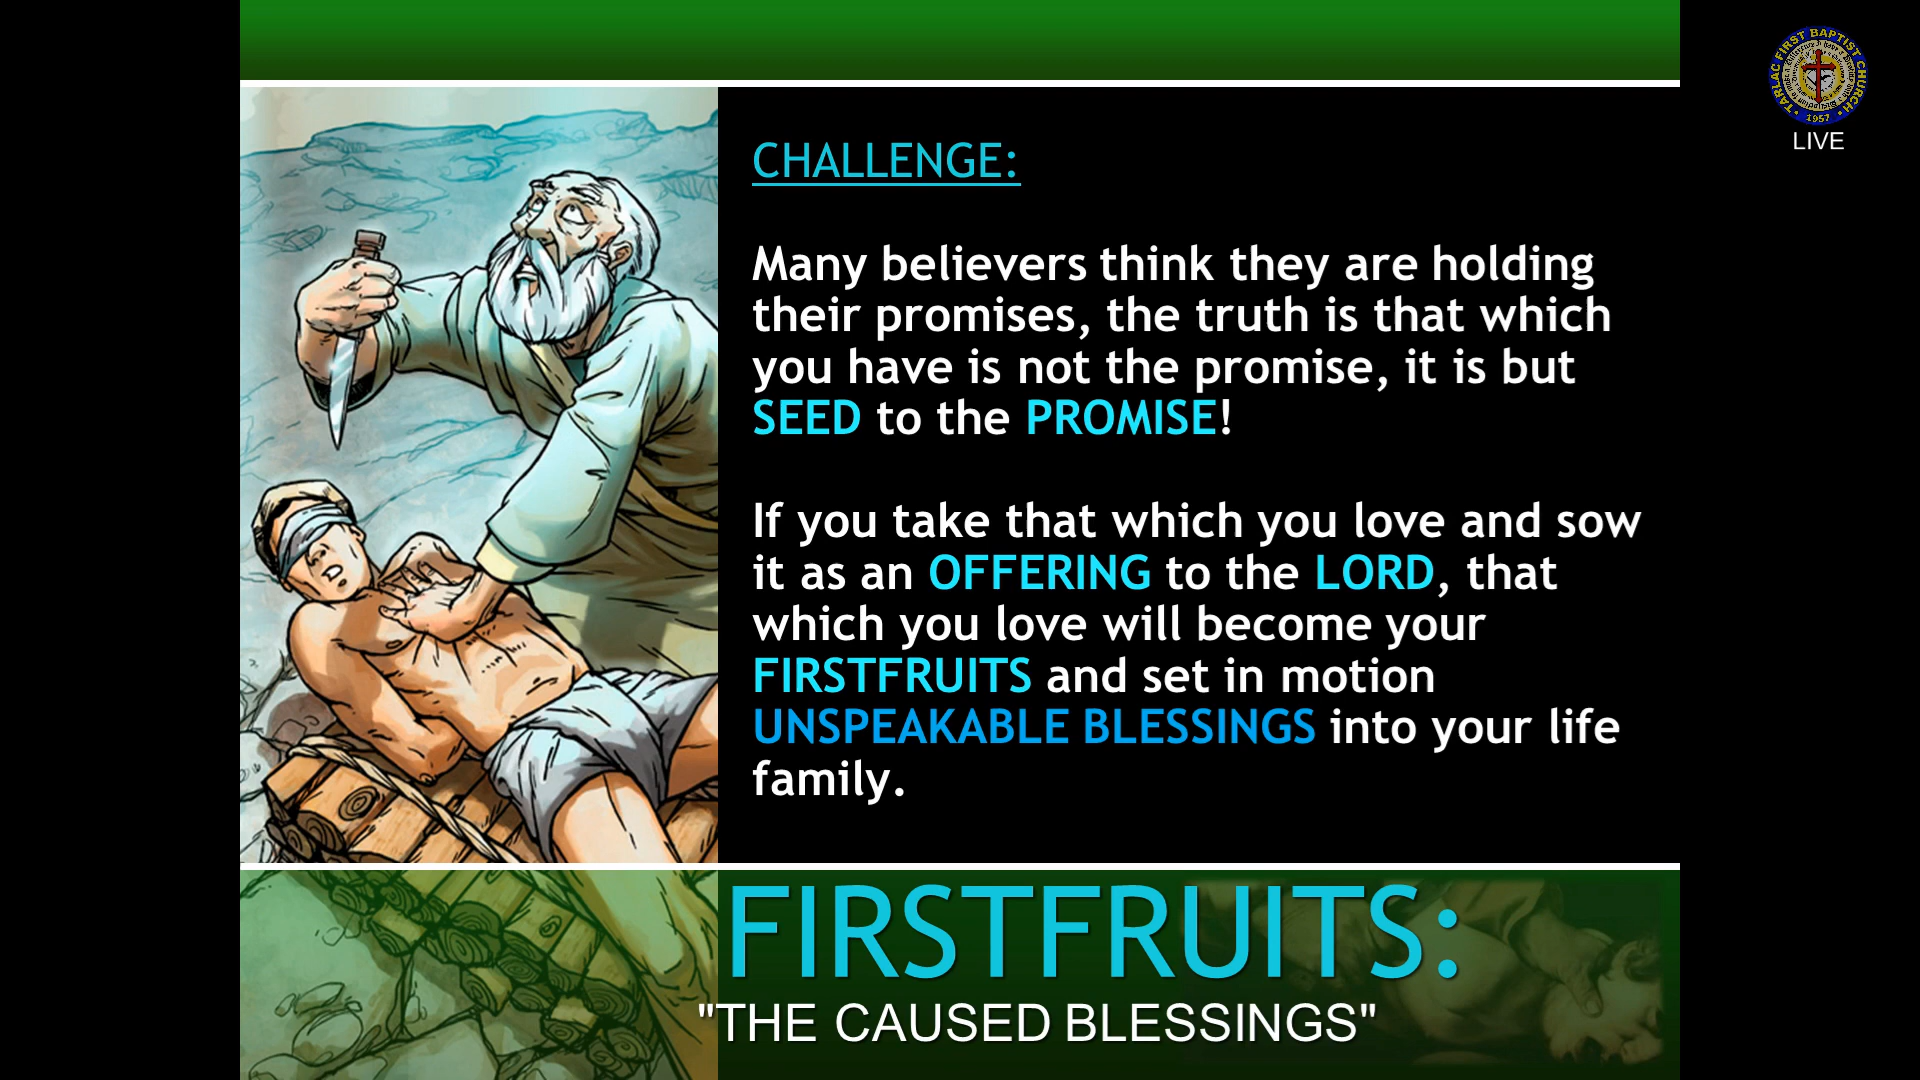 TARLAC FIRST BAPTIST CHURCH
1957
LIVE
CHALLENGE:
Many believers think they are holding
their promises, the truth is that which
you have is not the promise, it is but
SEED to the PROMISE!
If you take that which you love and sow
it as an OFFERING to the LORD, that
which you love will become your
FIRSTFRUITS and set in motion
UNSPEAKABLE BLESSINGS into your life
family.
FIRSTFRUITS:
"THE CAUSED BLESSINGS"